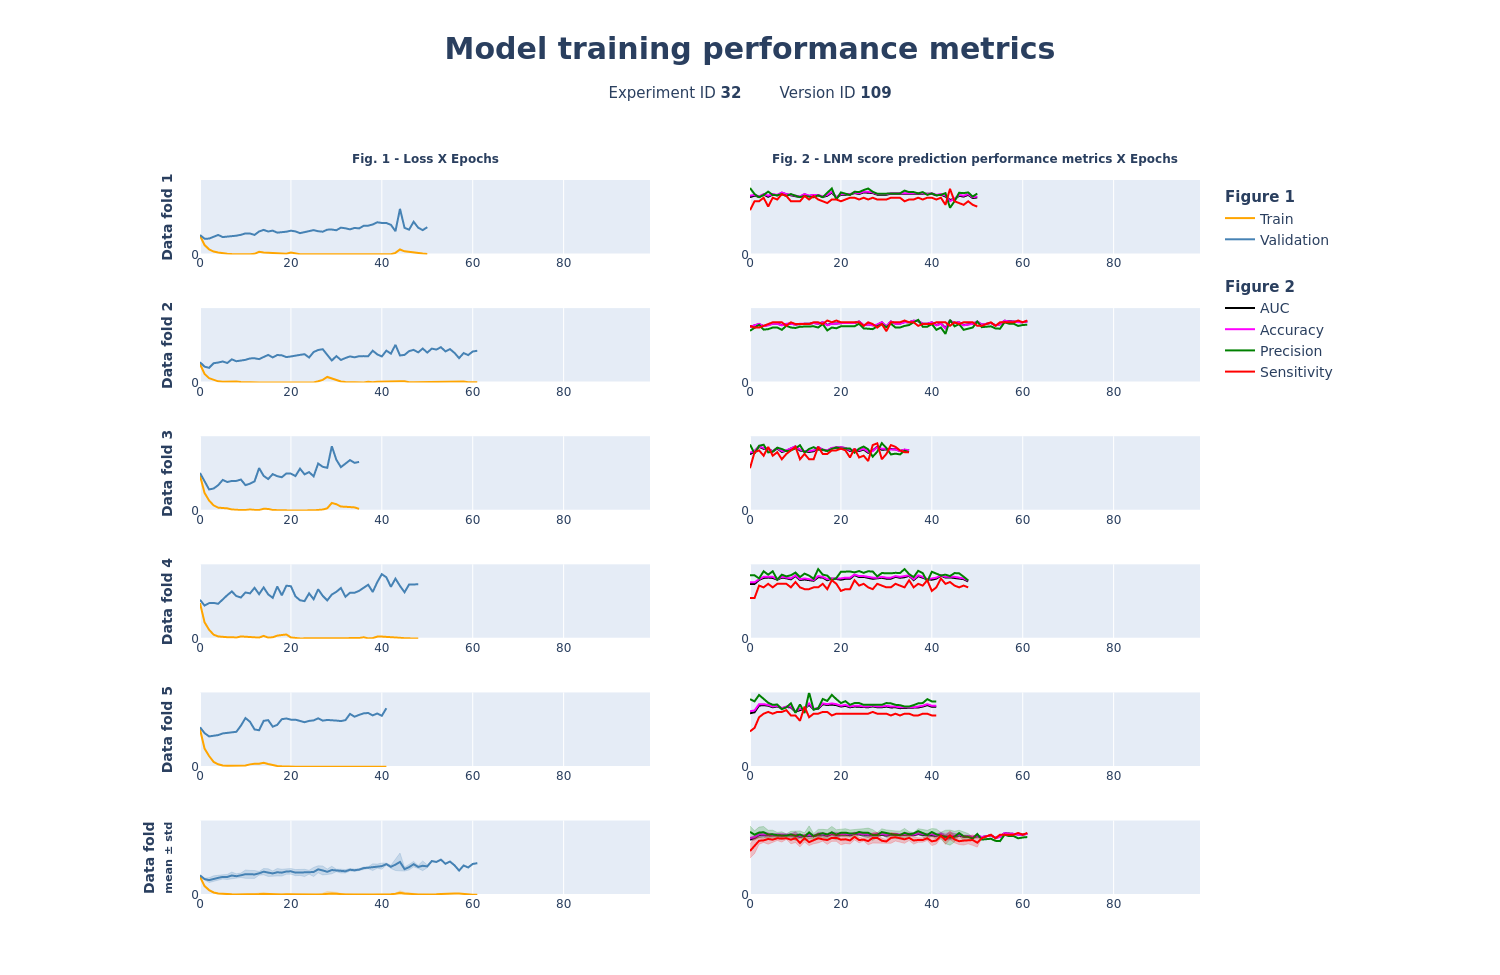 Model training performance metrics
Experiment ID 32 Version ID 109
Fig. 1 - Loss X Epochs
Fig. 2 - LNM score prediction performance metrics X Epochs
Data fold 1
0
0 20 40 60 80
0
0 20 40 60 80
Figure 1
Train
Validation
Figure 2
AUC
Accuracy
Precision
Sensitivity
Data fold 2
0
0 20 40 60 80
0
0 20 40 60 80
Data fold 3
0
0 20 40 60 80
0
0 20 40 60 80
Data fold 4
0
0 20 40 60 80
0
0 20 40 60 80
Data fold 5
0
0 20 40 60 80
0
0 20 40 60 80
Data fold
mean ± std
0
0 20 40 60 80
0
0 20 40 60 80